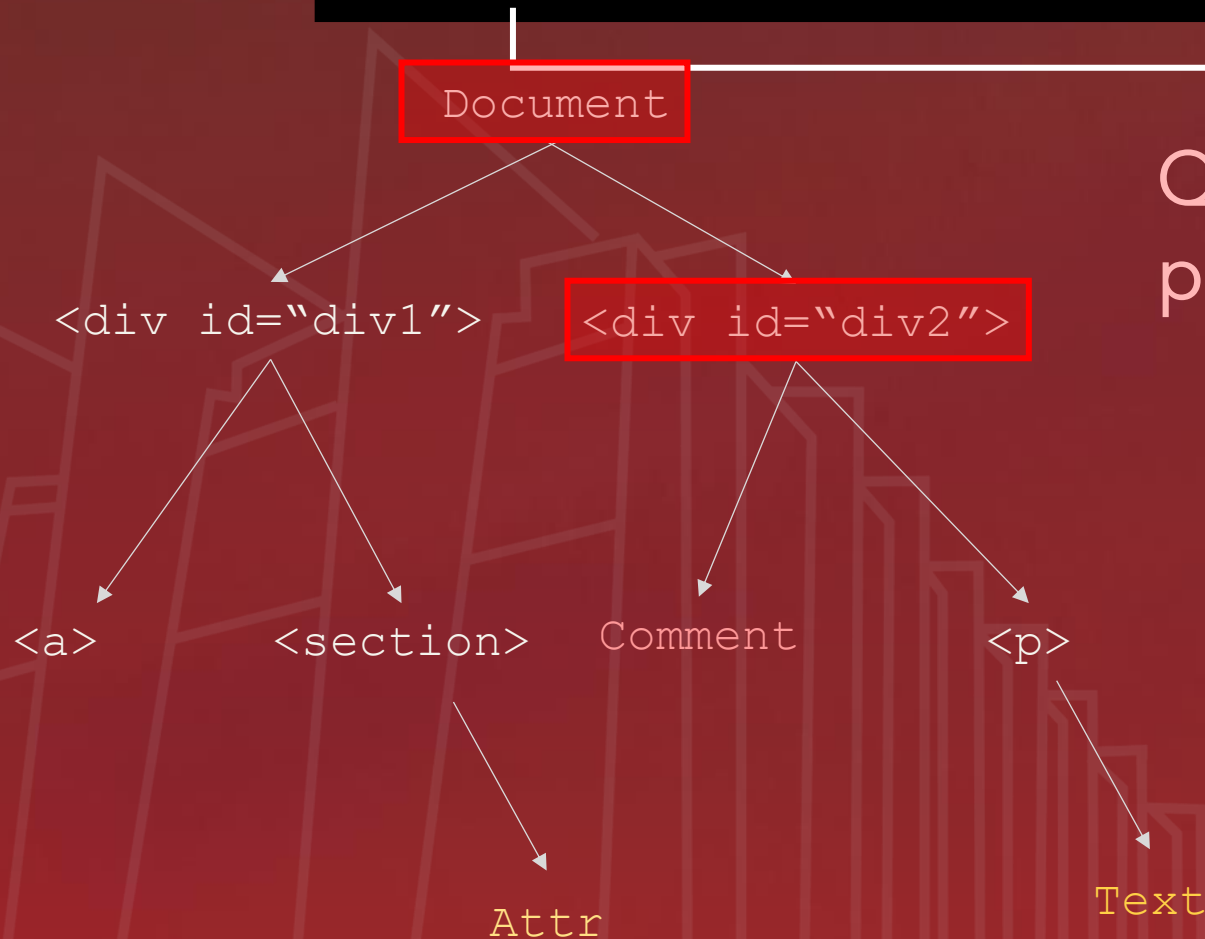 Document
<div id=“div1”>
<div id=“div2”>
<a>
<section>
Comment
<p>
Attr
Text